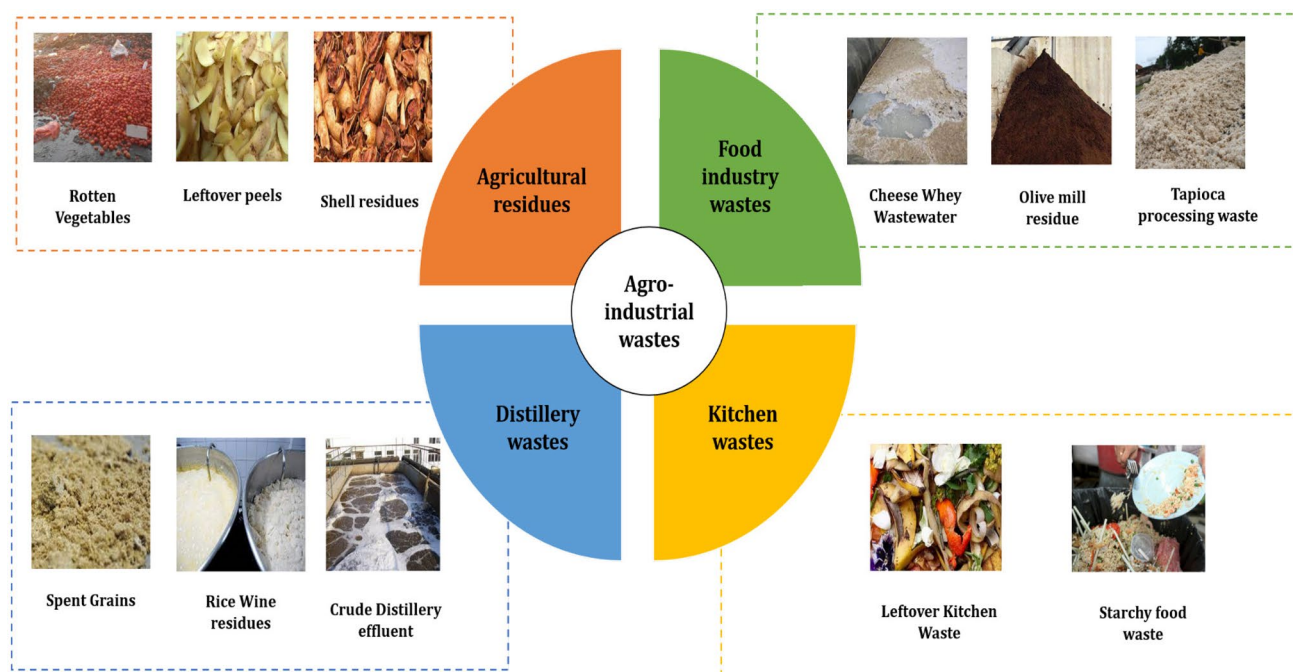 Rotten
Vegetables
Leftover peels
Shell residues
Agricultural
residues
Food
industry
wastes
Cheese Whey
Wastewater
Olive mill
residue
Tapioca
processing waste
Agro-
industrial
wastes
Distillery
wastes
Kitchen
wastes
Spent Grains
Rice Wine
residues
Crude Distillery
effluent
Leftover Kitchen
Waste
Starchy food
waste